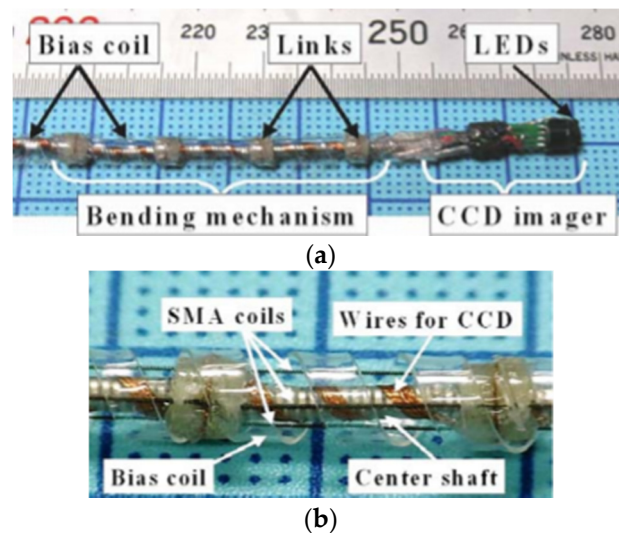 220
250
280
Bias coil
Links
LEDs
Bending mechanism
CCD imager
(a)
SMA coils
Wires for CCD
Bias coil
Center shaft
(b)